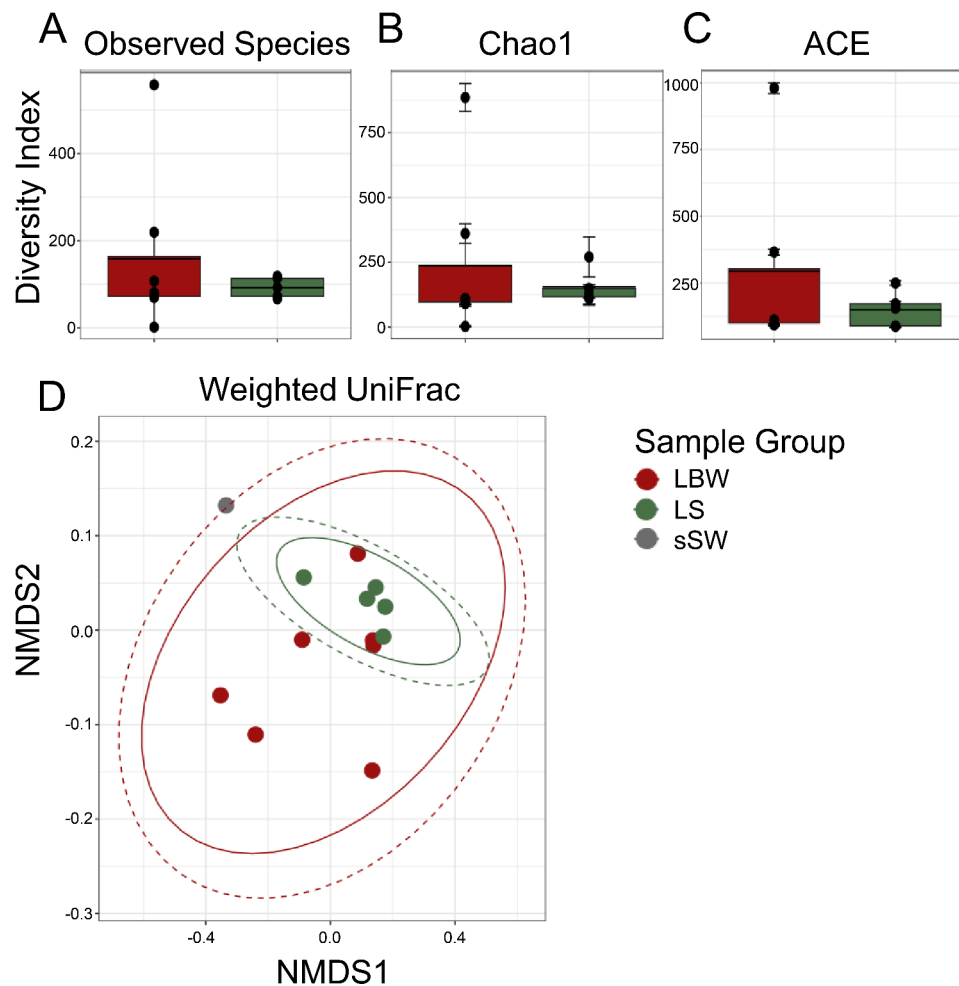 A Observed Species B Chao1 C ACE
Diversity Index
400
200
0
750
500
250
0
1000
750
500
250
D Weighted UniFrac
NMDS2
0.2
0.1
0.0
-0.1
-0.2
-0.3
-0.4 0.0 0.4
NMDS1
Sample Group
LBW
LS
sSW